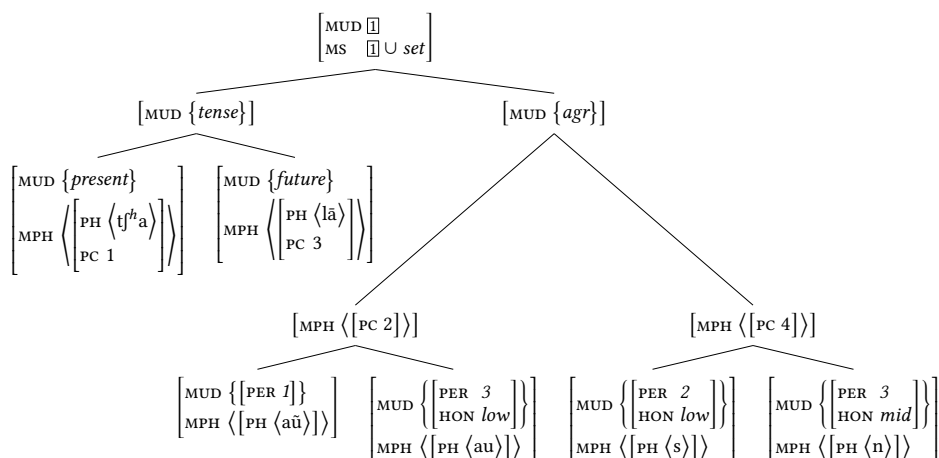 MUD 1
MS 1 ∪ set
[MUD {tense}] [MUD {agr}]
MUD {present}
MPH ⟨[PH ⟨tʃʰa⟩
PC 1]⟩
MUD {future}
MPH ⟨[PH ⟨lā⟩
PC 3]⟩
[MPH ⟨[PC 2]⟩] [MPH ⟨[PC 4]⟩]
MUD {[PER 1]}
MPH ⟨[PH ⟨aũ⟩]⟩
MUD {[PER 3
HON low]}
MPH ⟨[PH ⟨au⟩]⟩
MUD {[PER 2
HON low]}
MPH ⟨[PH ⟨s⟩]⟩
MUD {[PER 3
HON mid]}
MPH ⟨[PH ⟨n⟩]⟩